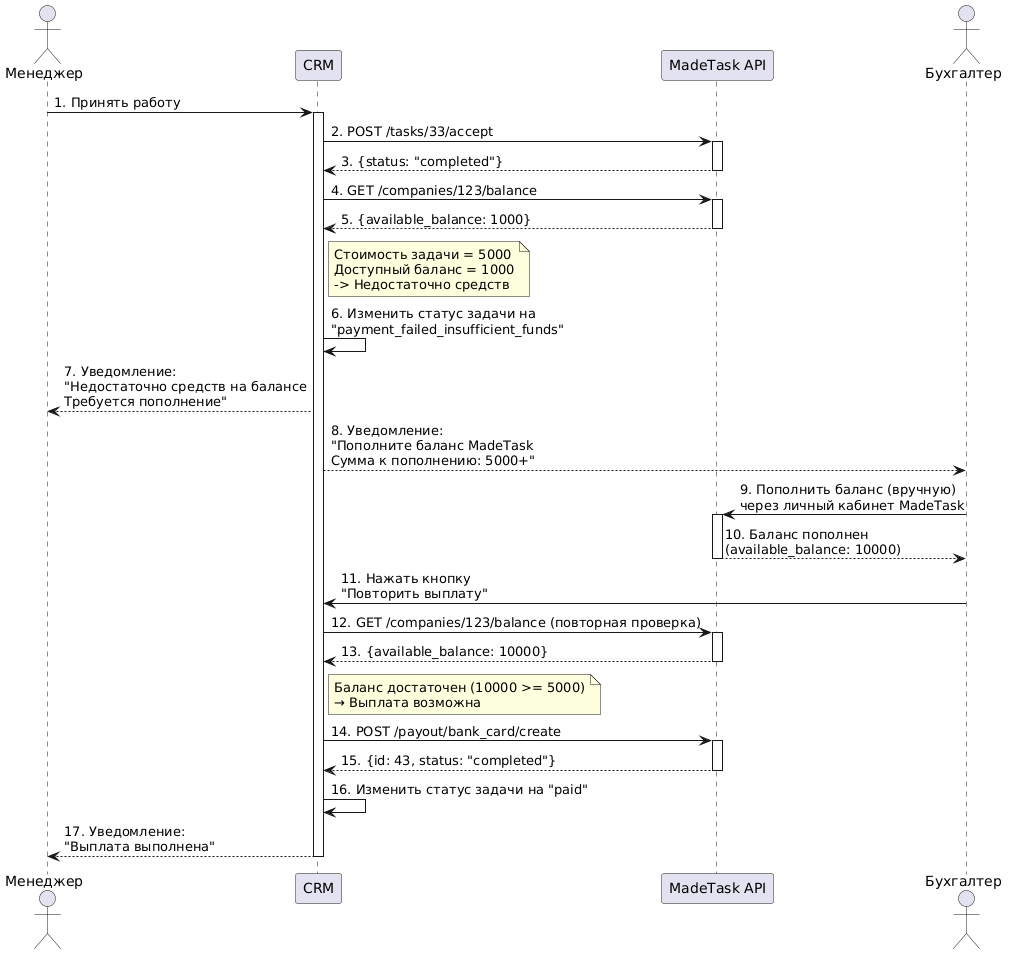 Менеджер
CRM
MadeTask API
Бухгалтер
1. Принять работу
2. POST /tasks/33/accept
3. {status: "completed"}
4. GET /companies/123/balance
5. {available_balance: 1000}
Стоимость задачи = 5000
Доступный баланс = 1000
-> Недостаточно средств
6. Изменить статус задачи на
"payment_failed_insufficient_funds"
7. Уведомление:
"Недостаточно средств на балансе
Требуется пополнение"
8. Уведомление:
"Пополните баланс MadeTask
Сумма к пополнению: 5000+"
9. Пополнить баланс (вручную)
через личный кабинет MadeTask
10. Баланс пополнен
(available_balance: 10000)
11. Нажать кнопку
"Повторить выплату"
12. GET /companies/123/balance (повторная проверка)
13. {available_balance: 10000}
Баланс достаточен (10000 >= 5000)
→ Выплата возможна
14. POST /payout/bank_card/create
15. {id: 43, status: "completed"}
16. Изменить статус задачи на "paid"
17. Уведомление:
"Выплата выполнена"
Менеджер
CRM
MadeTask API
Бухгалтер